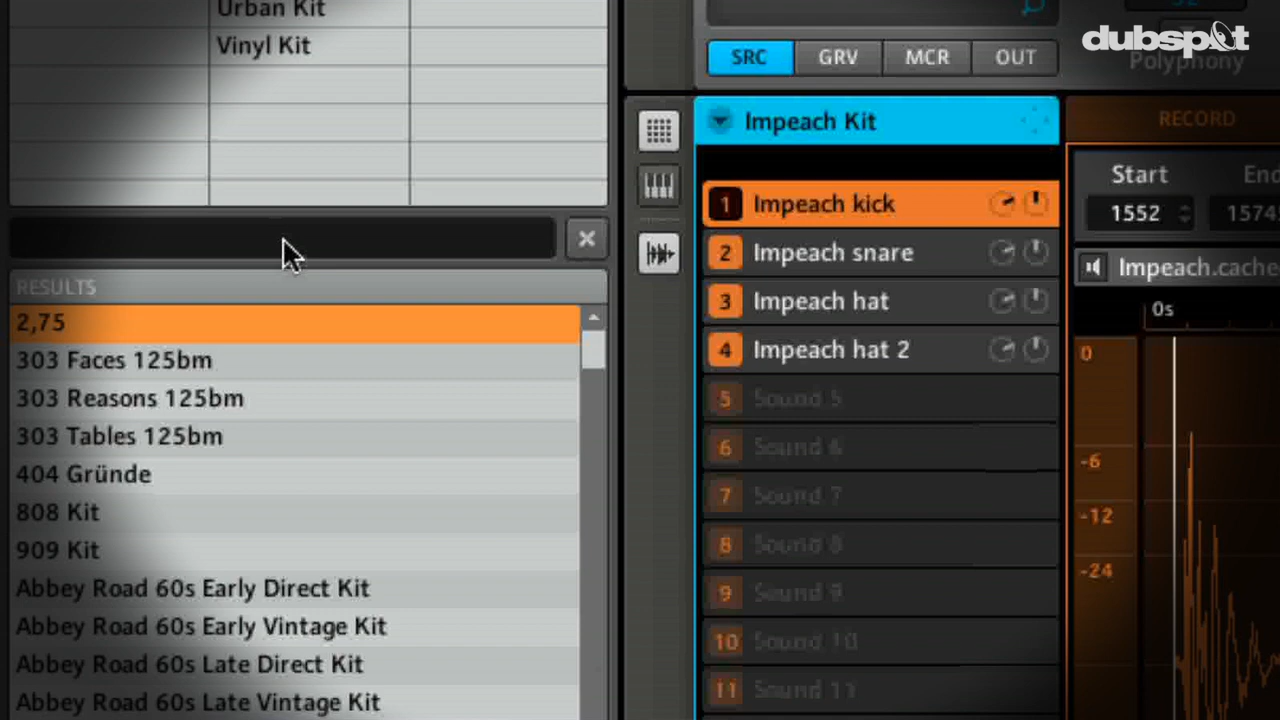 Urban Kit
Vinyl Kit
RESULTS
2,75
303 Faces 125bm
303 Reasons 125bm
303 Tables 125bm
404 Gründe
808 Kit
909 Kit
Abbey Road 60s Early Direct Kit
Abbey Road 60s Early Vintage Kit
Abbey Road 60s Late Direct Kit
Abbey Road 60s Late Vintage Kit
SRC GRV MCR OUT
Impeach Kit
1 Impeach kick
2 Impeach snare
3 Impeach hat
4 Impeach hat 2
5 Sound 5
6 Sound 6
7 Sound 7
8 Sound 8
9 Sound 9
10 Sound 10
11 Sound 11
dubspot
Polyphony
RECORD
Start
1552 1574
Impeach.cache
0s
0
-6
-12
-24